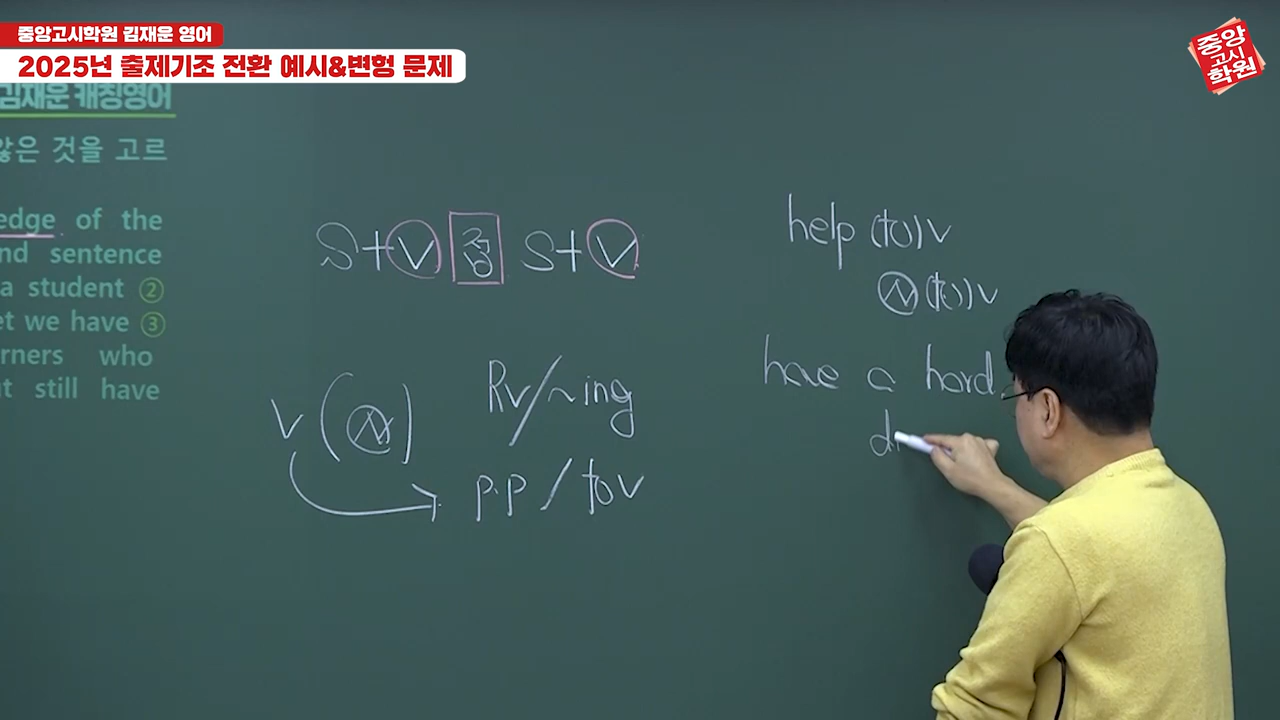 중앙고시학원 김재운 영어
2025년 출제기조 전환 예시&변형 문제
중앙
고시
학원
김재운 캐칭영어
않은 것을 고르
edge of the
nd sentence
a student ②
et we have ③
rners who
ut still have
S+V 접 S+V
help (to) V
N (to) V
have a hard
V (N)
RV/~ing
P.P / to V